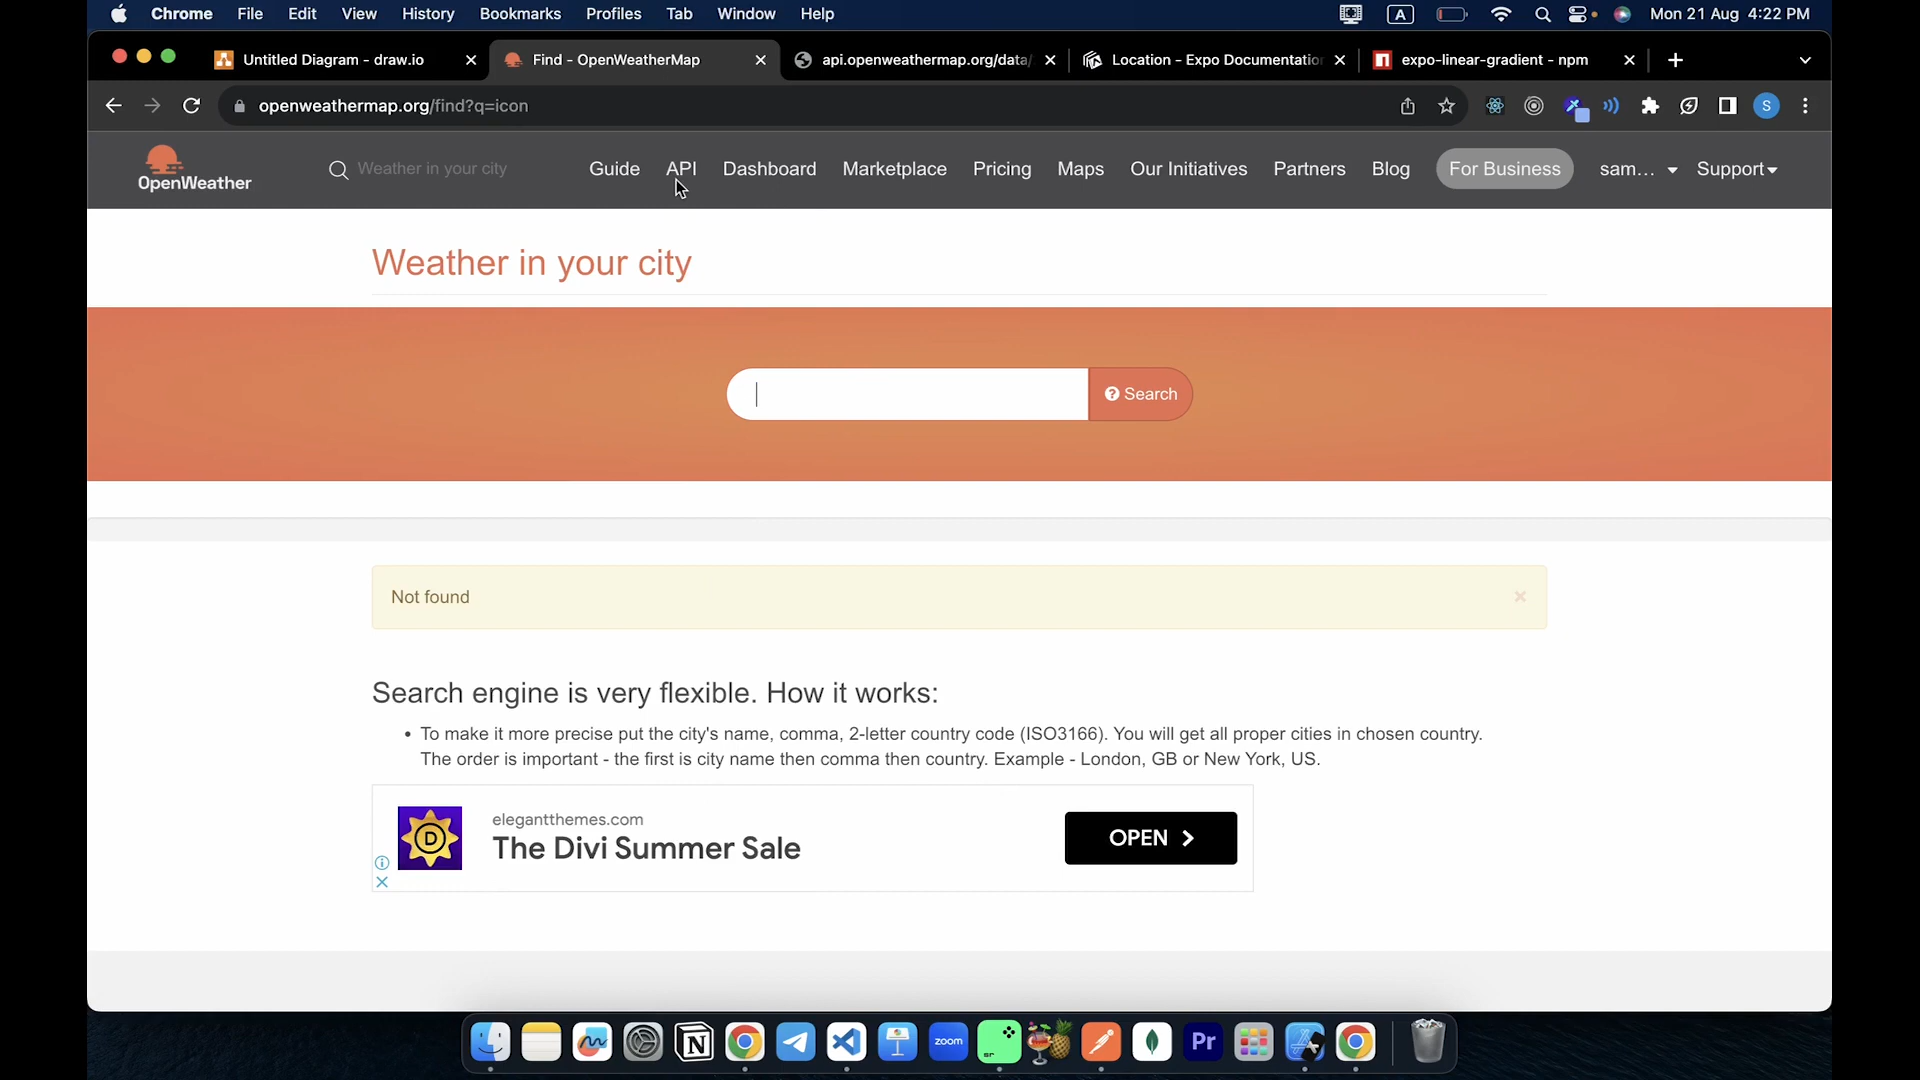 Chrome File Edit View History Bookmarks Profiles Tab Window Help A Mon 21 Aug 4:22 PM
Untitled Diagram - draw.io Find - OpenWeatherMap api.openweathermap.org/data/ Location - Expo Documentation expo-linear-gradient - npm
openweathermap.org/find?q=icon S
OpenWeather Weather in your city Guide API Dashboard Marketplace Pricing Maps Our Initiatives Partners Blog For Business sam... Support
Weather in your city
Search
Not found
Search engine is very flexible. How it works:
• To make it more precise put the city's name, comma, 2-letter country code (ISO3166). You will get all proper cities in chosen country.
The order is important - the first is city name then comma then country. Example - London, GB or New York, US.
elegantthemes.com
The Divi Summer Sale
D
OPEN
N zoom sr Pr